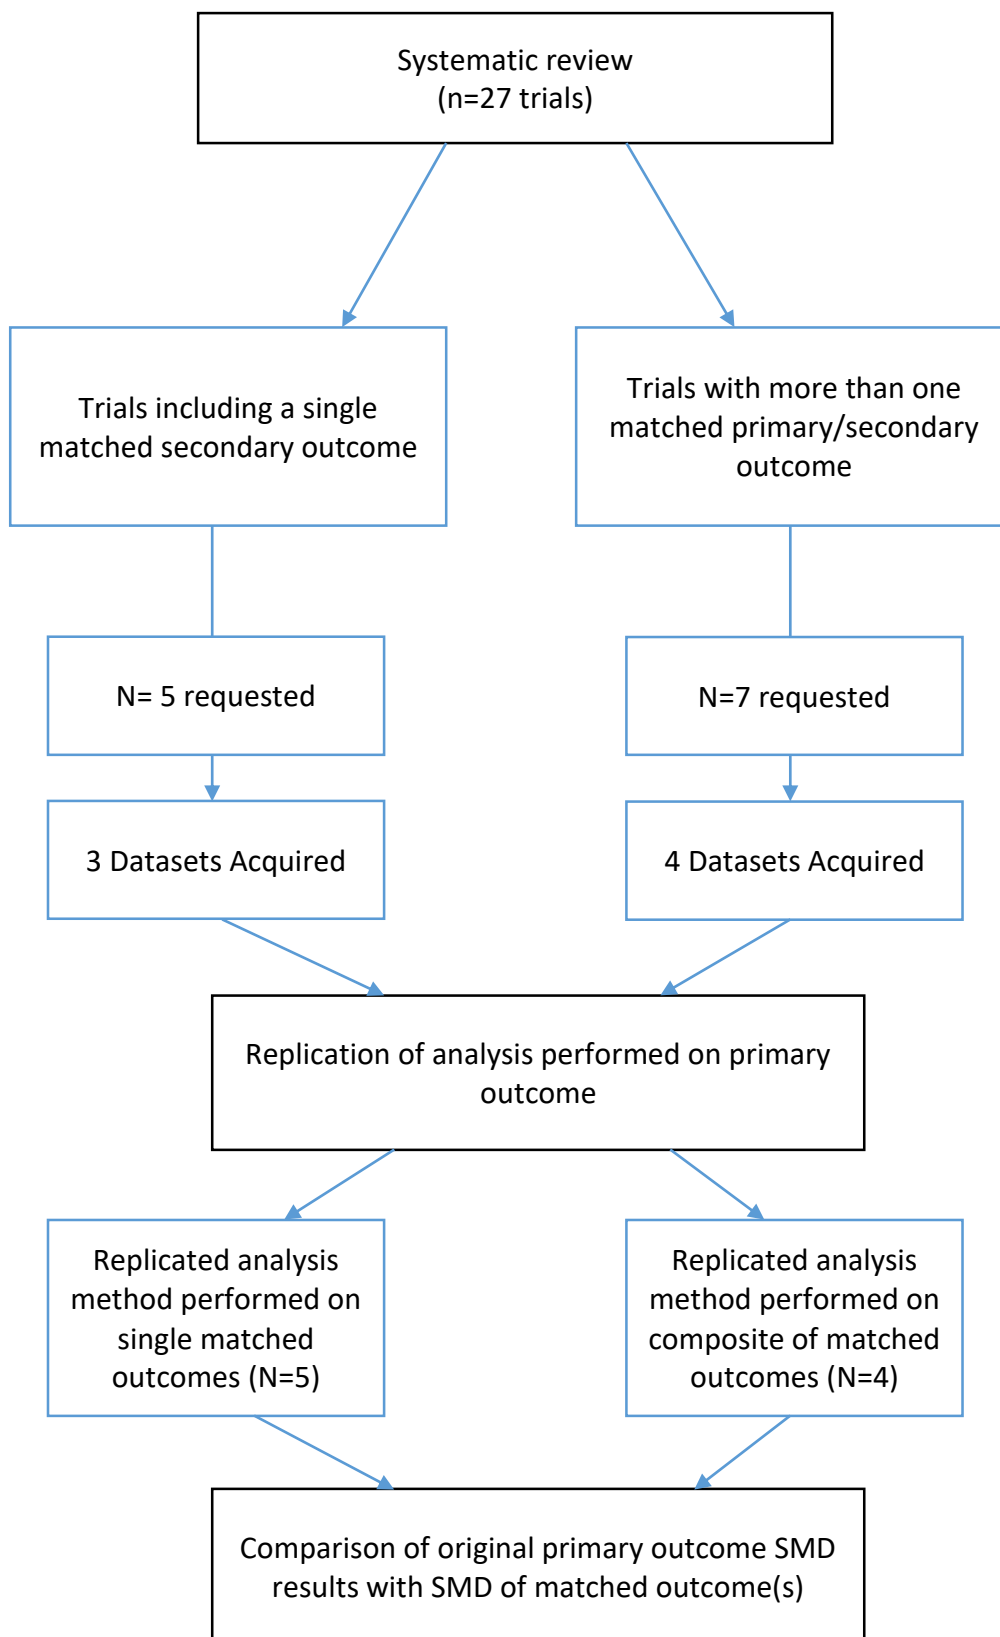 Systematic review
(n=27 trials)
Trials including a single
matched secondary outcome
Trials with more than one
matched primary/secondary
outcome
N= 5 requested
N=7 requested
3 Datasets Acquired
4 Datasets Acquired
Replication of analysis performed on primary
outcome
Replicated analysis
method performed on
single matched
outcomes (N=5)
Replicated analysis
method performed on
composite of matched
outcomes (N=4)
Comparison of original primary outcome SMD
results with SMD of matched outcome(s)